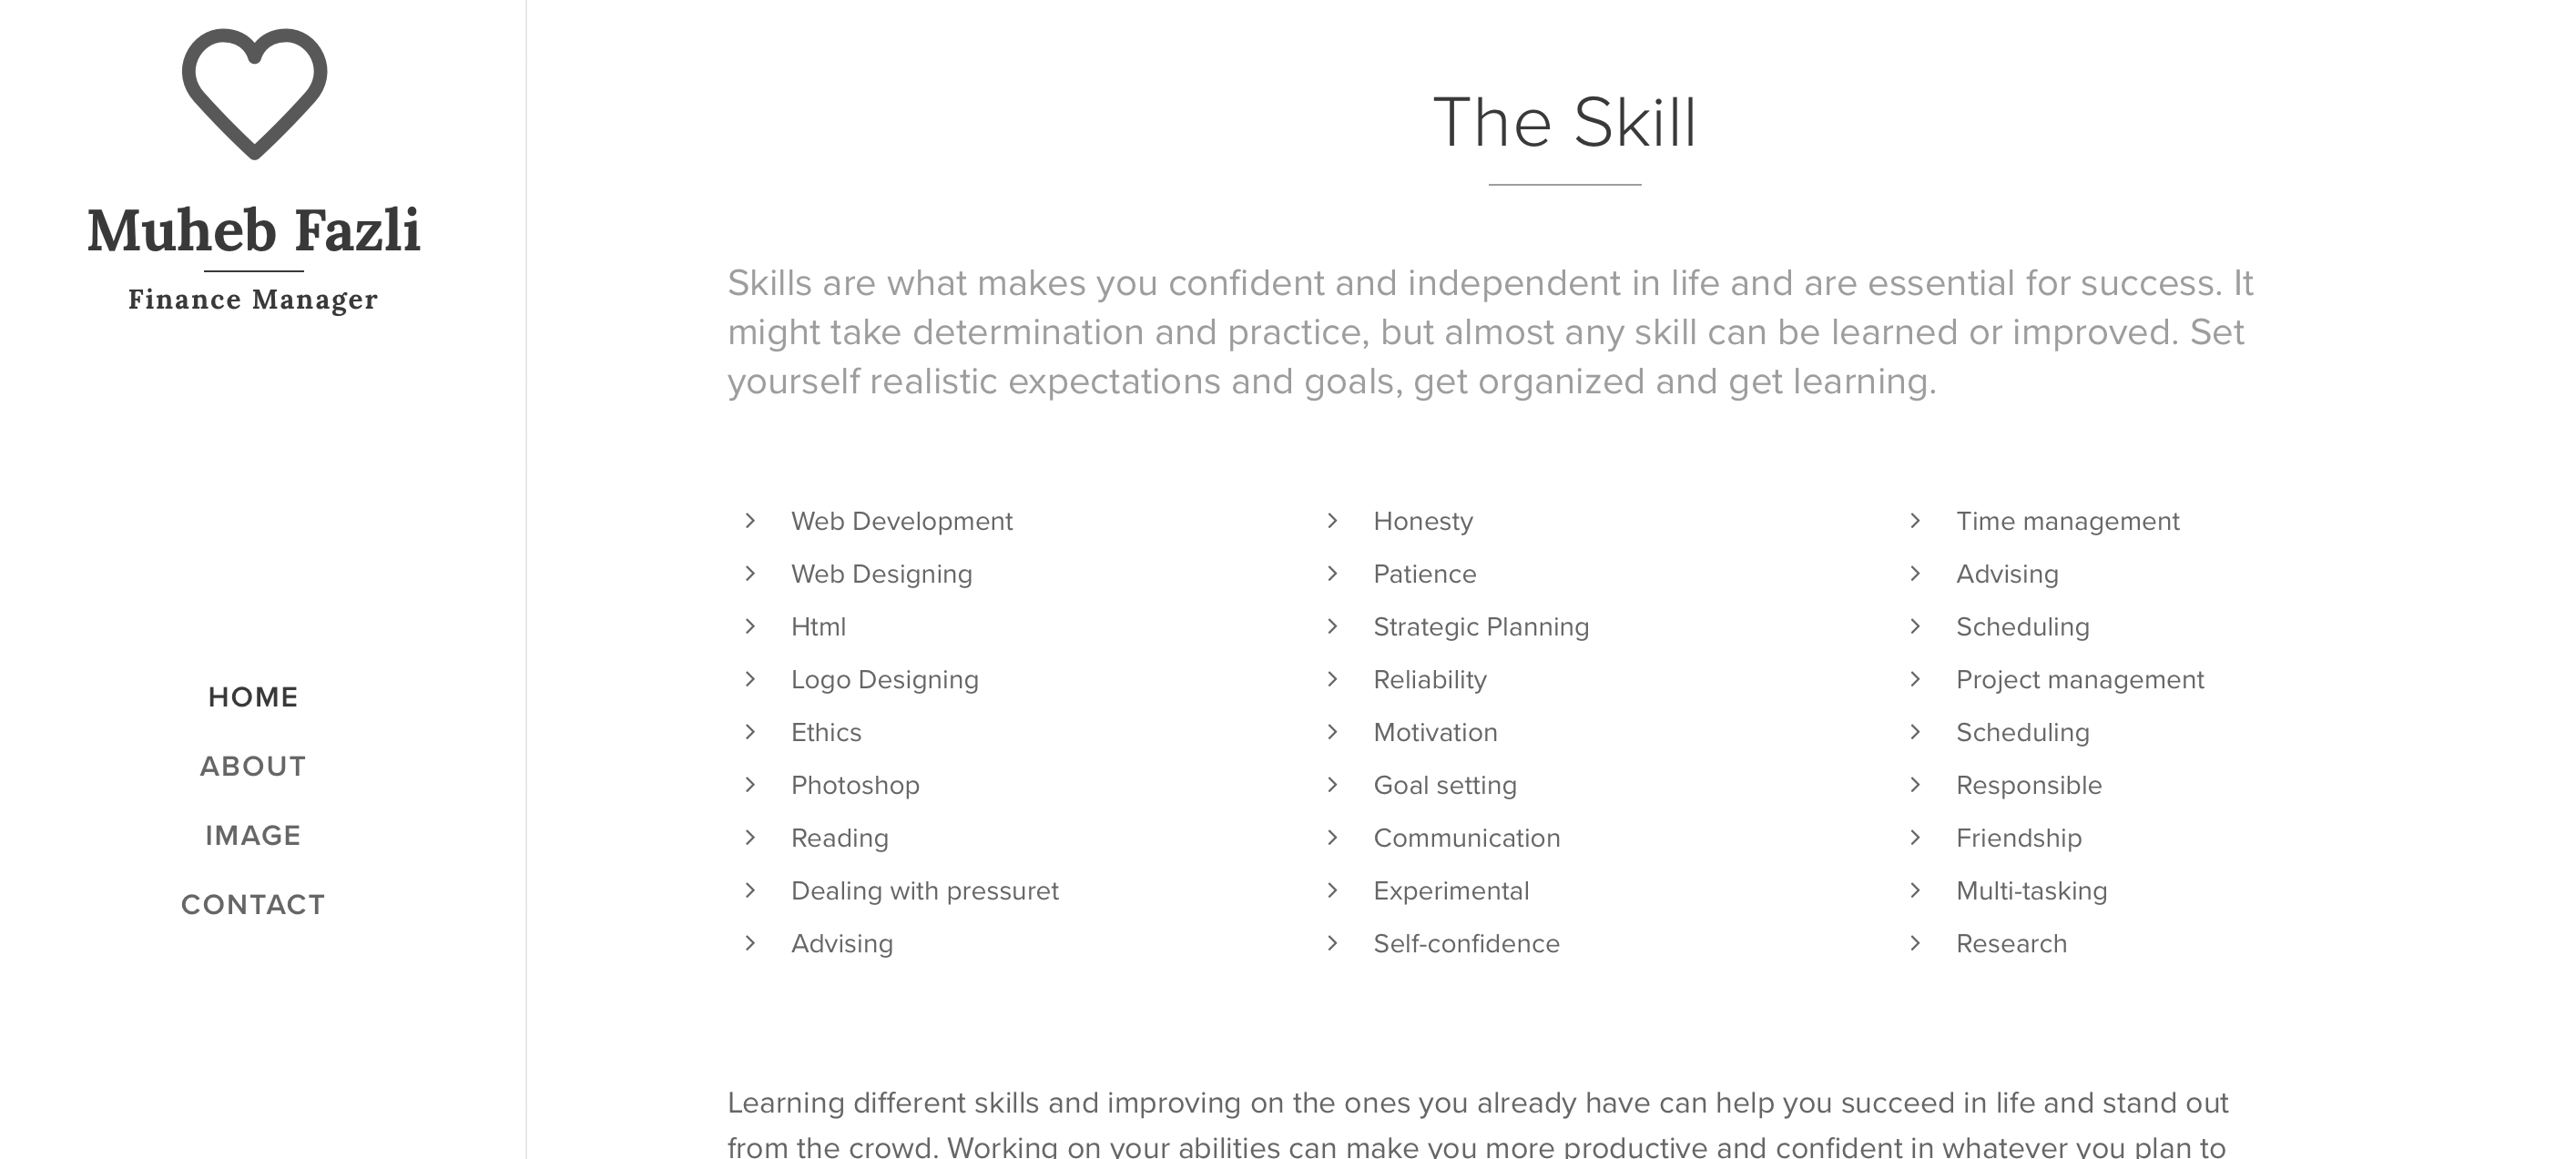 Muheb Fazli
Finance Manager
HOME
ABOUT
IMAGE
CONTACT
The Skill
Skills are what makes you confident and independent in life and are essential for success. It
might take determination and practice, but almost any skill can be learned or improved. Set
yourself realistic expectations and goals, get organized and get learning.
Web Development
Web Designing
Html
Logo Designing
Ethics
Photoshop
Reading
Dealing with pressuret
Advising
Honesty
Patience
Strategic Planning
Reliability
Motivation
Goal setting
Communication
Experimental
Self-confidence
Time management
Advising
Scheduling
Project management
Scheduling
Responsible
Friendship
Multi-tasking
Research
Learning different skills and improving on the ones you already have can help you succeed in life and stand out
from the crowd. Working on your abilities can make you more productive and confident in whatever you plan to